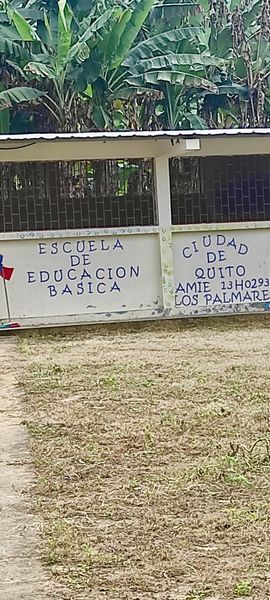 ESCUELA
DE
EDUCACION
BASICA
CIUDAD
DE
QUITO
AMIE 13H0293
LOS PALMARE